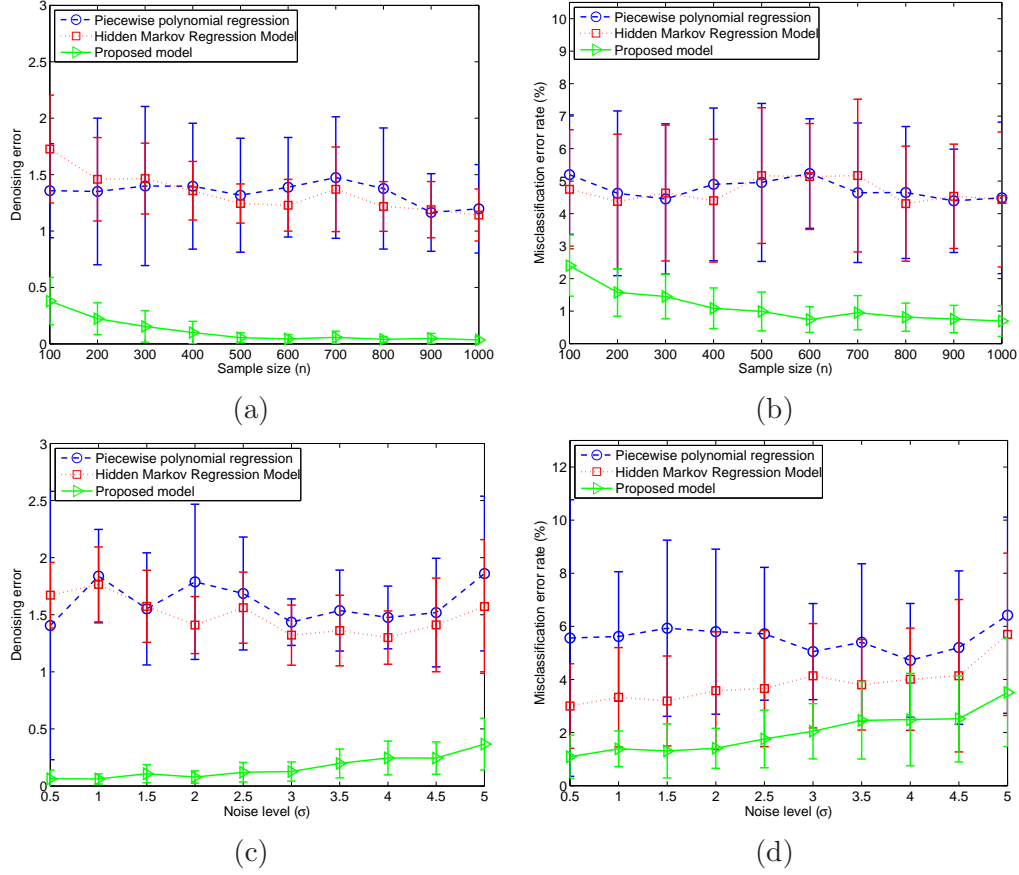 3
2.5
2
1.5
1
0.5
0
Denoising error
Piecewise polynomial regression
Hidden Markov Regression Model
Proposed model
100 200 300 400 500 600 700 800 900 1000
Sample size (n)
(a)
10
9
8
7
6
5
4
3
2
1
0
Misclassification error rate (%)
Piecewise polynomial regression
Hidden Markov Regression Model
Proposed model
100 200 300 400 500 600 700 800 900 1000
Sample size (n)
(b)
3
2.5
2
1.5
1
0.5
0
Denoising error
Piecewise polynomial regression
Hidden Markov Regression Model
Proposed model
0.5 1 1.5 2 2.5 3 3.5 4 4.5 5
Noise level (σ)
(c)
12
10
8
6
4
2
0
Misclassification error rate (%)
Piecewise polynomial regression
Hidden Markov Regression Model
Proposed model
0.5 1 1.5 2 2.5 3 3.5 4 4.5 5
Noise level (σ)
(d)